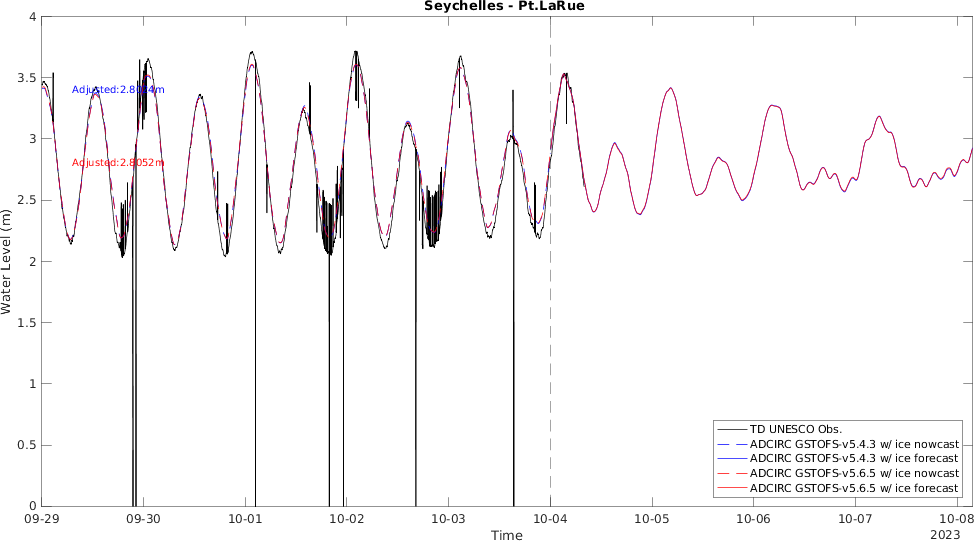 Seychelles - Pt.LaRue
4
3.5
3
2.5
2
1.5
1
0.5
0
Water Level (m)
Adjusted:2.8052m
TD UNESCO Obs.
ADCIRC GSTOFS-v5.4.3 w/ ice nowcast
ADCIRC GSTOFS-v5.4.3 w/ ice forecast
ADCIRC GSTOFS-v5.6.5 w/ ice nowcast
ADCIRC GSTOFS-v5.6.5 w/ ice forecast
09-29
09-30
10-01
10-02
10-03
10-04
10-05
10-06
10-07
10-08
Time
2023